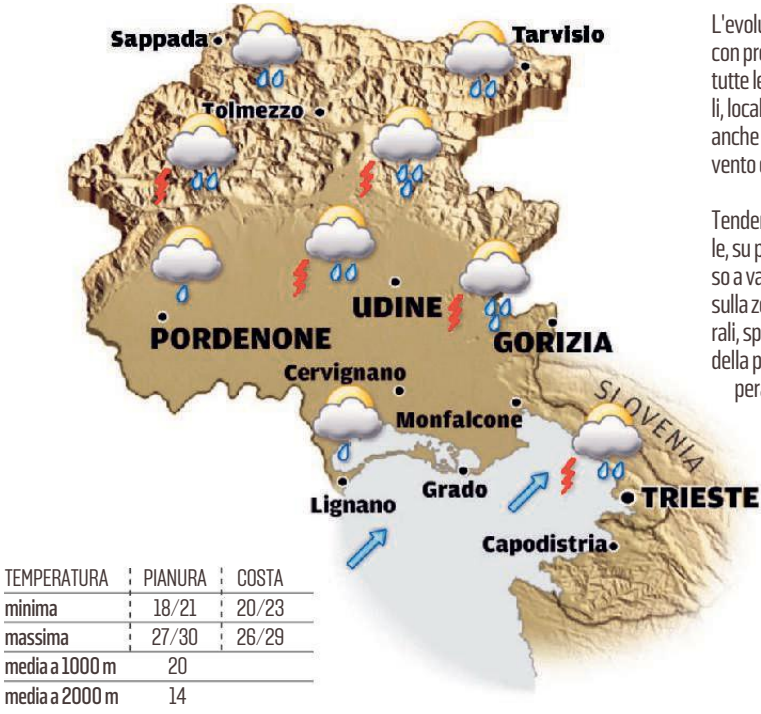 Sappada
Tarvisio
Tolmezzo
UDINE
PORDENONE
GORIZIA
Cervignano
Monfalcone
SLOVENIA
Lignano
Grado
TRIESTE
Capodistria
TEMPERATURA PIANURA COSTA
minima 18/21 20/23
massima 27/30 26/29
media a 1000 m 20
media a 2000 m 14
L'evolu
con pro
tutte le
li, local
anche
vento
Tenden
le, su p
so a va
sulla z
rali, sp
della p
pera